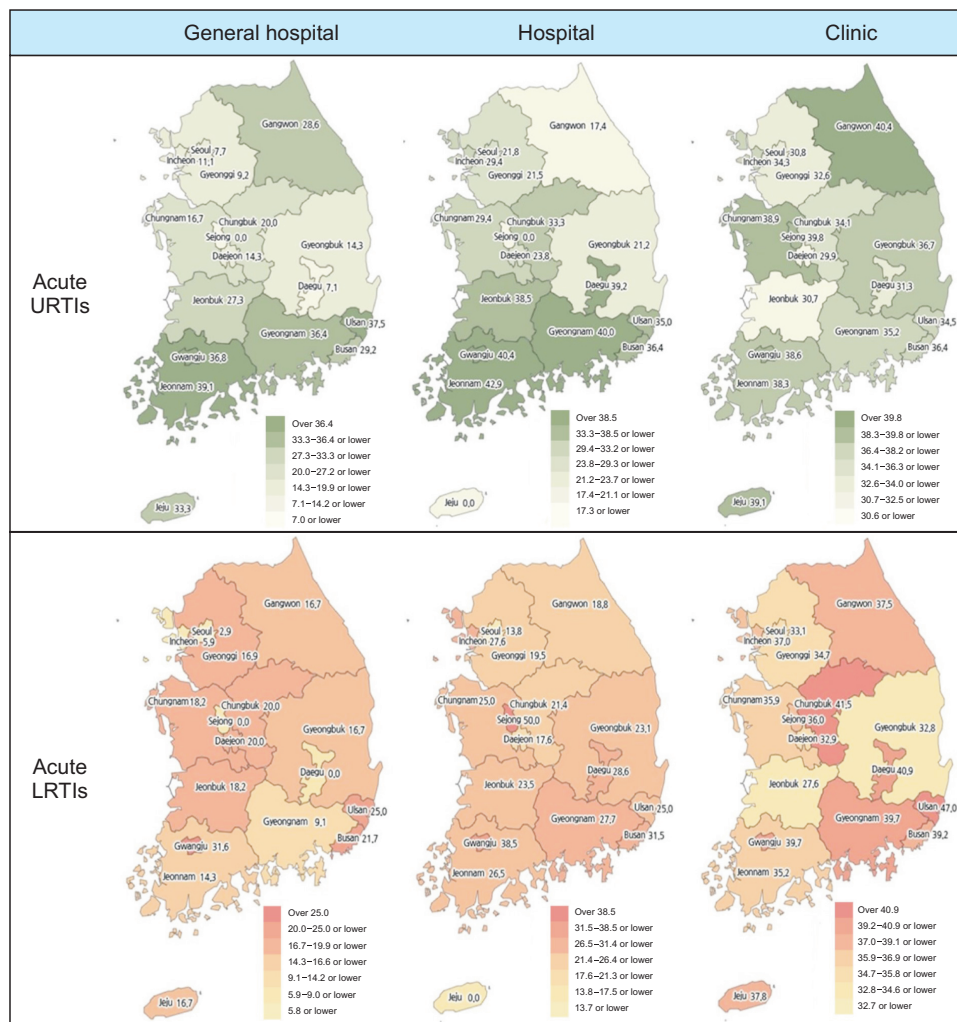 General hospital
Hospital
Clinic
Acute
URTIs
Gangwon 28,6
Seoul 7,7
Incheon 11,1
Gyeonggi 9,2
Chungnam 16,7
Chungbuk 20,0
Sejong 0,0
Daejeon 14,3
Gyeongbuk 14,3
Daegu 7,1
Jeonbuk 27,3
Ulsan 37,5
Gyeongnam 36,4
Busan 29,2
Gwangju 36,8
Jeonnam 39,1
Jeju 33,3
Over 36.4
33.3–36.4 or lower
27.3–33.3 or lower
20.0–27.2 or lower
14.3–19.9 or lower
7.1–14.2 or lower
7.0 or lower
Gangwon 17,4
Seoul 21,8
Incheon 29,4
Gyeonggi 21,5
Chungnam 29,4
Chungbuk 33,3
Sejong 0,0
Daejeon 23,8
Gyeongbuk 21,2
Daegu 39,2
Jeonbuk 38,5
Ulsan 35,0
Gyeongnam 40,0
Busan 36,4
Gwangju 40,4
Jeonnam 42,9
Jeju 0,0
Over 38.5
33.3–38.5 or lower
29.4–33.2 or lower
23.8–29.3 or lower
21.2–23.7 or lower
17.4–21.1 or lower
17.3 or lower
Gangwon 40,4
Seoul 30,8
Incheon 34,3
Gyeonggi 32,6
Chungnam 38,9
Chungbuk 34,1
Sejong 39,8
Daejeon 29,9
Gyeongbuk 36,7
Daegu 31,3
Jeonbuk 30,7
Ulsan 34,5
Gyeongnam 35,2
Busan 36,4
Gwangju 38,6
Jeonnam 38,3
Jeju 39,1
Over 39.8
38.3–39.8 or lower
36.4–38.2 or lower
34.1–36.3 or lower
32.6–34.0 or lower
30.7–32.5 or lower
30.6 or lower
Acute
LRTIs
Gangwon 16,7
Seoul 2,9
Incheon 5,9
Gyeonggi 16,9
Chungnam 18,2
Chungbuk 20,0
Sejong 0,0
Daejeon 20,0
Gyeongbuk 16,7
Daegu 0,0
Jeonbuk 18,2
Ulsan 25,0
Gyeongnam 9,1
Busan 21,7
Gwangju 31,6
Jeonnam 14,3
Jeju 16,7
Over 25.0
20.0–25.0 or lower
16.7–19.9 or lower
14.3–16.6 or lower
9.1–14.2 or lower
5.9–9.0 or lower
5.8 or lower
Gangwon 18,8
Seoul 13,8
Incheon 27,6
Gyeonggi 19,5
Chungnam 25,0
Chungbuk 21,4
Sejong 50,0
Daejeon 17,6
Gyeongbuk 23,1
Daegu 28,6
Jeonbuk 23,5
Ulsan 25,0
Gyeongnam 27,7
Busan 31,5
Gwangju 38,5
Jeonnam 26,5
Jeju 0,0
Over 38.5
31.5–38.5 or lower
26.5–31.4 or lower
21.4–26.4 or lower
17.6–21.3 or lower
13.8–17.5 or lower
13.7 or lower
Gangwon 37,5
Seoul 33,1
Incheon 37,0
Gyeonggi 34,7
Chungnam 35,9
Chungbuk 41,5
Sejong 36,0
Daejeon 32,9
Gyeongbuk 32,8
Daegu 40,9
Jeonbuk 27,6
Ulsan 47,0
Gyeongnam 39,7
Busan 39,2
Gwangju 39,7
Jeonnam 35,2
Jeju 37,8
Over 40.9
39.2–40.9 or lower
37.0–39.1 or lower
35.9–36.9 or lower
34.7–35.8 or lower
32.8–34.6 or lower
32.7 or lower